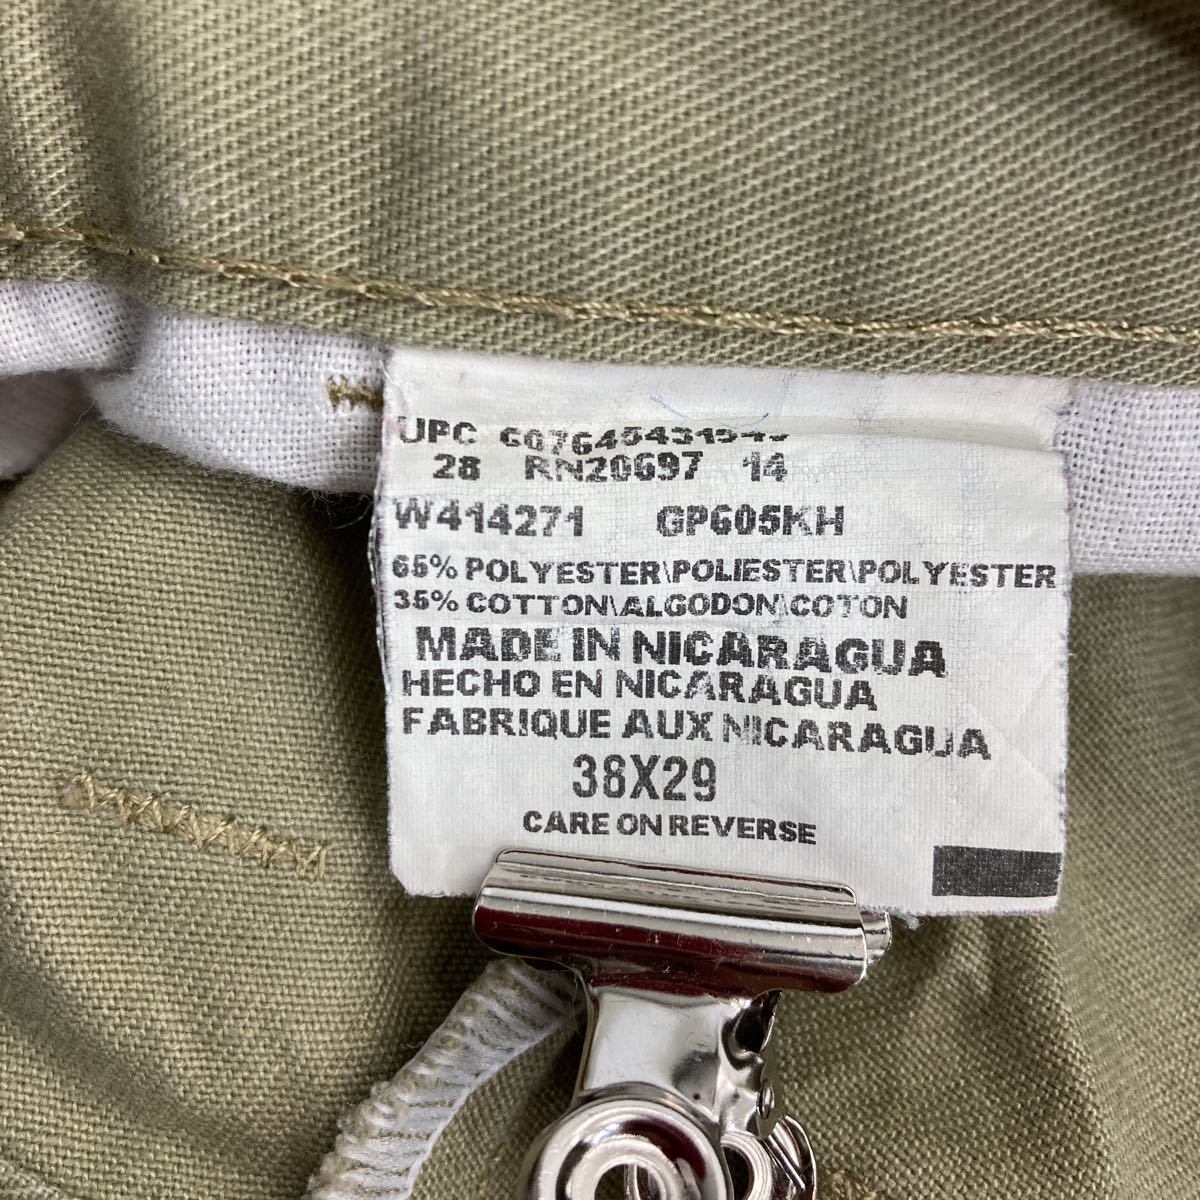 UPC
28 RN20697 14
W414271 GP605KH
65% POLYESTER\POLIESTER\POLYESTER
35% COTTON\ALGODON\COTON
MADE IN NICARAGUA
HECHO EN NICARAGUA
FABRIQUE AUX NICARAGUA
38X29
CARE ON REVERSE